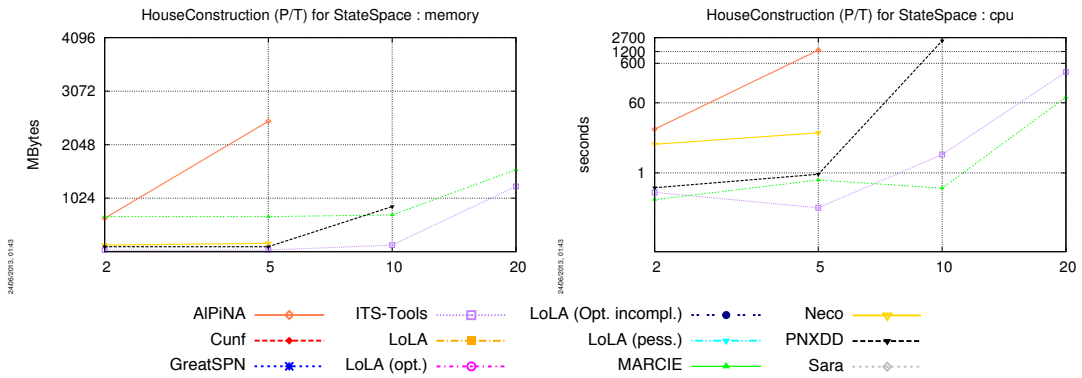 HouseConstruction (P/T) for StateSpace : memory
4096
3072
2048
1024
MBytes
2 5 10 20
24/06/2013, 01:43
HouseConstruction (P/T) for StateSpace : cpu
2700
1200
600
60
1
seconds
2 5 10 20
24/06/2013, 01:43
AlPiNA ITS-Tools LoLA (Opt. incompl.) Neco
Cunf LoLA LoLA (pess.) PNXDD
GreatSPN LoLA (opt.) MARCIE Sara